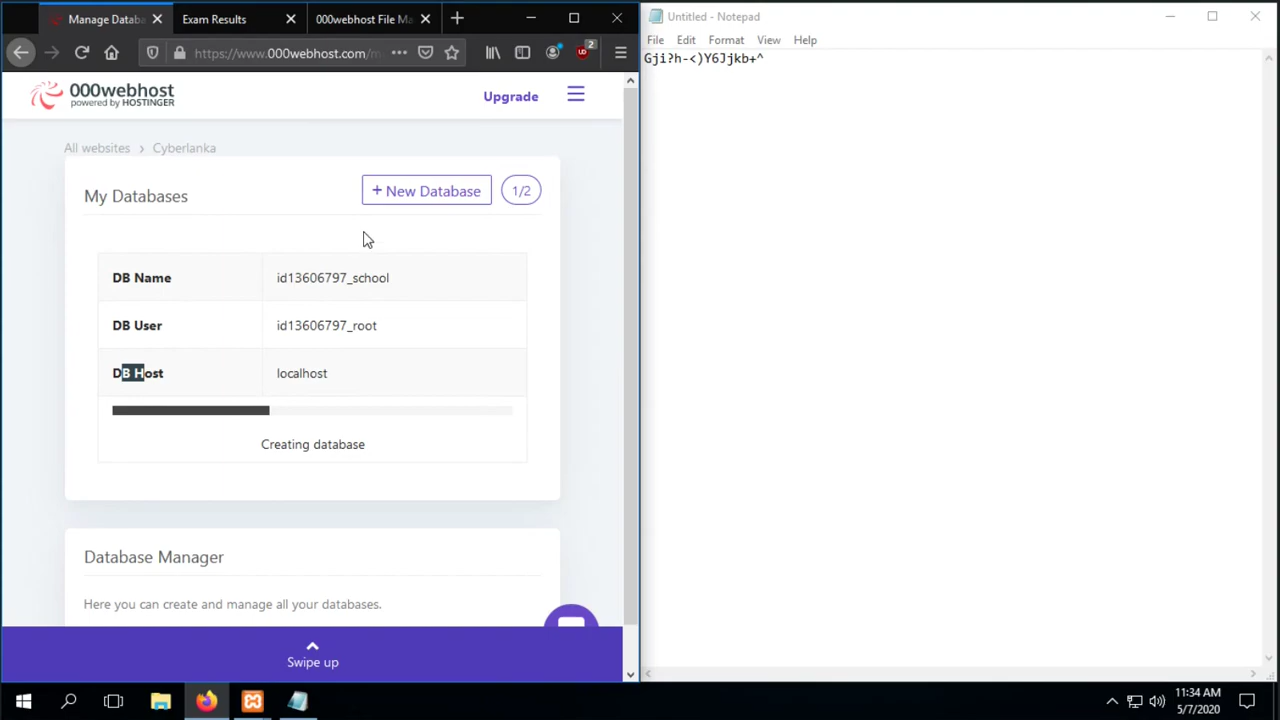 Manage Databa
Exam Results
000webhost File Ma
Untitled - Notepad
https://www.000webhost.com/m
2
File Edit Format View Help
Gji?h-<)Y6Jjkb+^
000webhost
powered by HOSTINGER
Upgrade
All websites › Cyberlanka
My Databases
+ New Database
1/2
DB Name id13606797_school
DB User id13606797_root
DB Host localhost
Creating database
Database Manager
Here you can create and manage all your databases.
Swipe up
11:34 AM
5/7/2020